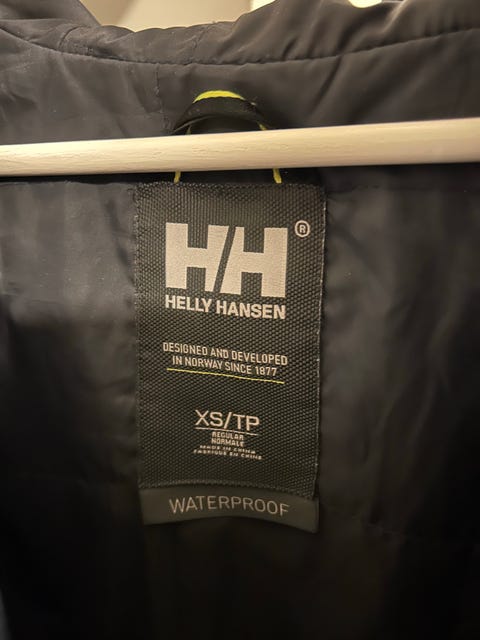 HH®
HELLY HANSEN
DESIGNED AND DEVELOPED
IN NORWAY SINCE 1877
XS/TP
REGULAR
NORMALE
MADE IN CHINA
FABRIQUÉ EN CHINE
WATERPROOF